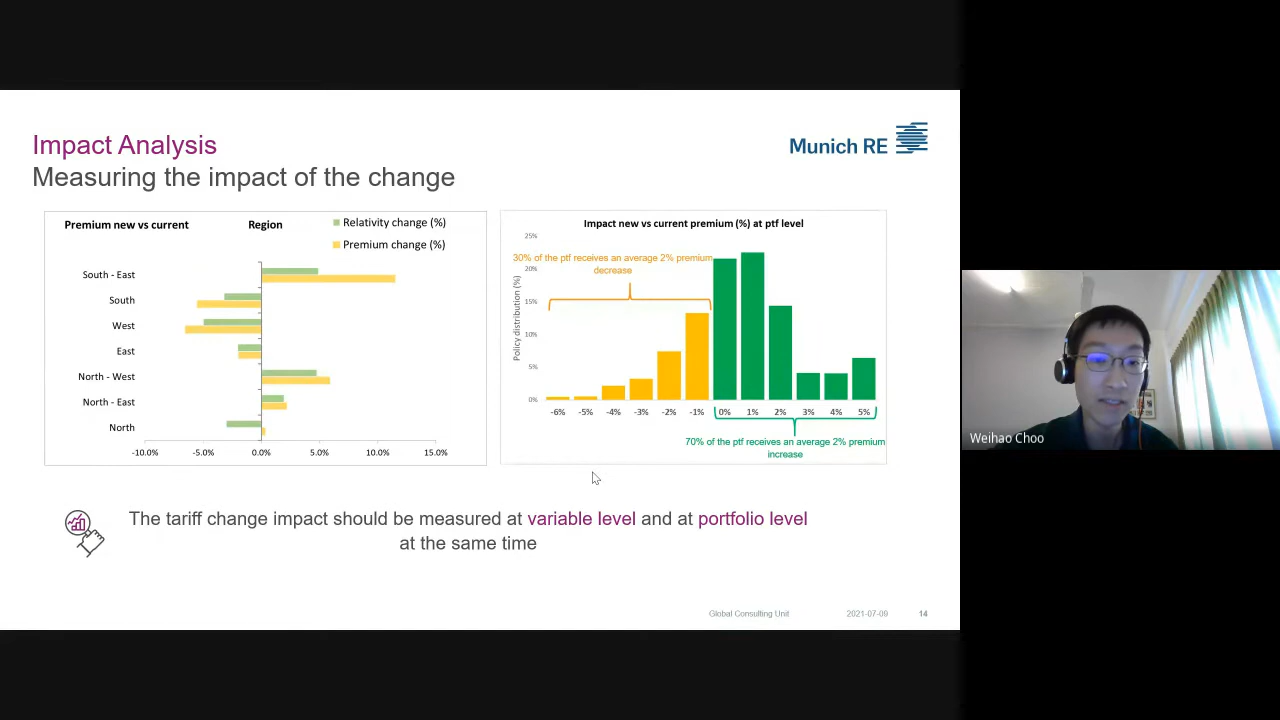 Impact Analysis
Measuring the impact of the change
Munich RE
Premium new vs current
Region
Relativity change (%)
Premium change (%)
South - East
South
West
East
North - West
North - East
North
-10.0% -5.0% 0.0% 5.0% 10.0% 15.0%
Impact new vs current premium (%) at ptf level
Policy distribution (%)
25%
20%
15%
10%
5%
0%
30% of the ptf receives an average 2% premium
decrease
-6% -5% -4% -3% -2% -1% 0% 1% 2% 3% 4% 5%
70% of the ptf receives an average 2% premium
increase
The tariff change impact should be measured at variable level and at portfolio level
at the same time
Global Consulting Unit 2021-07-09 14
Weihao Choo